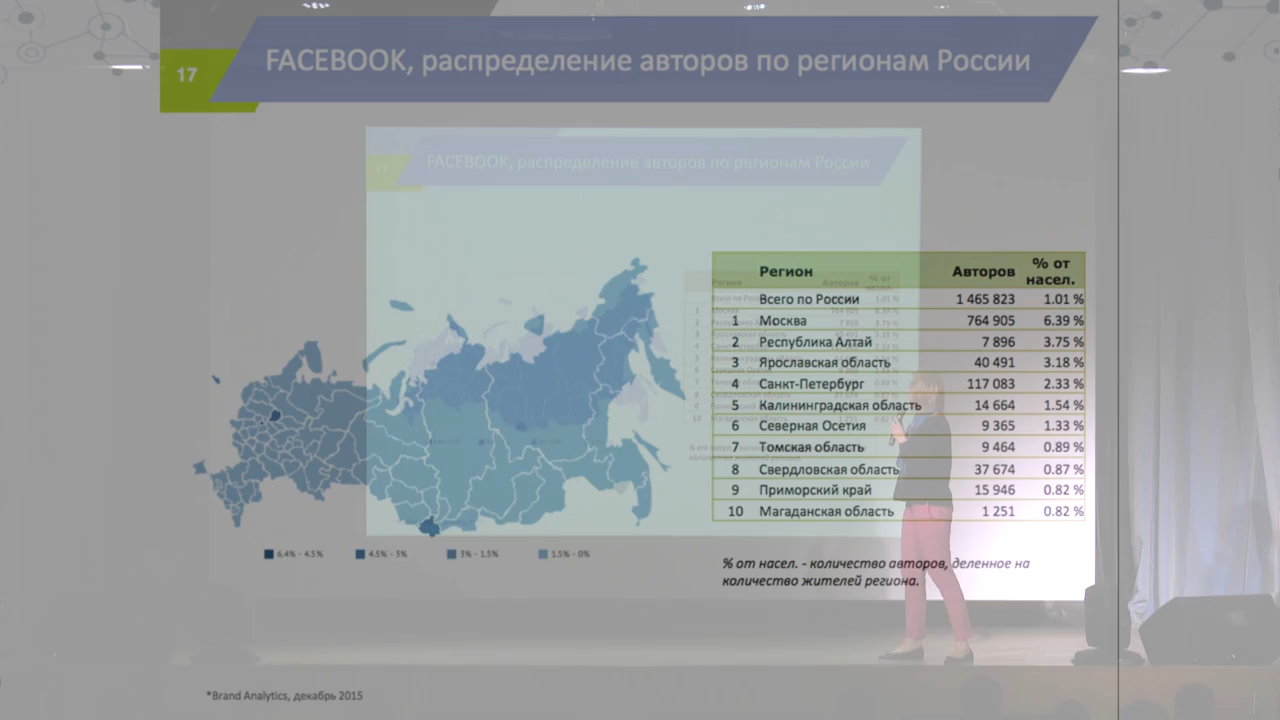 17
FACEBOOK, распределение авторов по регионам России
FACEBOOK, распределение авторов по регионам России
Регион Авторов % от насел.
Всего по России 1 465 823 1.01 %
1 Москва 764 905 6.39 %
2 Республика Алтай 7 896 3.75 %
3 Ярославская область 40 491 3.18 %
4 Санкт-Петербург 117 083 2.33 %
5 Калининградская область 14 664 1.54 %
6 Северная Осетия 9 365 1.33 %
7 Томская область 9 464 0.89 %
8 Свердловская область 37 674 0.87 %
9 Приморский край 15 946 0.82 %
10 Магаданская область 1 251 0.82 %
6.4% - 4.5% 4.5% - 3% 3% - 1.5% 1.5% - 0%
% от насел. - количество авторов, деленное на
количество жителей региона.
*Brand Analytics, декабрь 2015